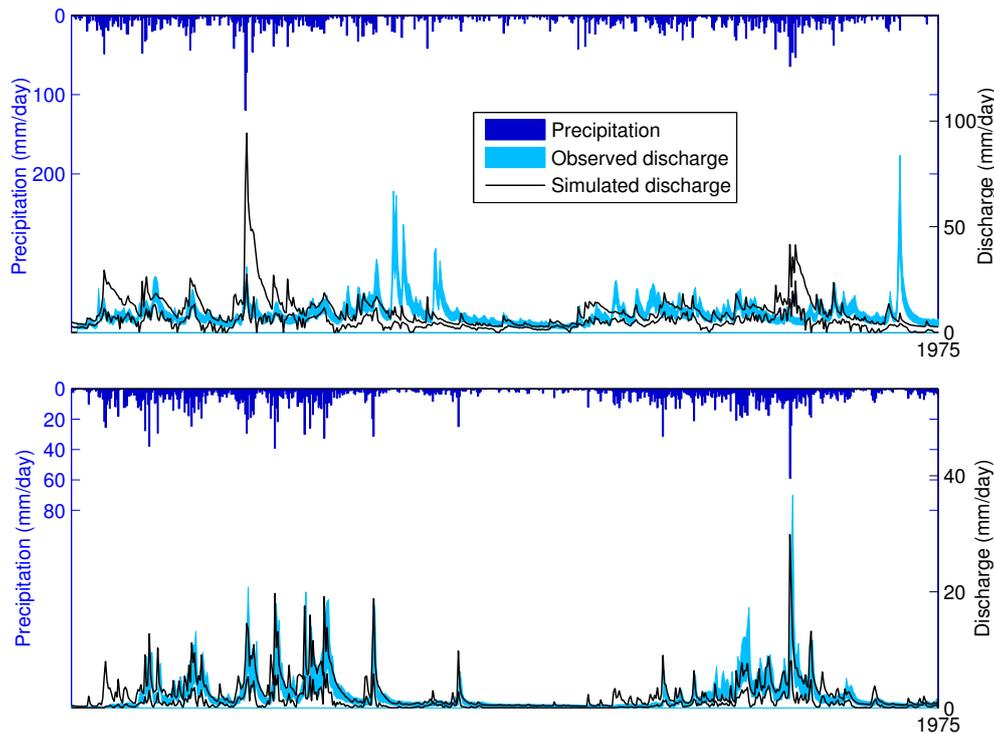 0
100
200
Precipitation (mm/day)
Precipitation
Observed discharge
Simulated discharge
100
50
0
Discharge (mm/day)
1975
0
20
40
60
80
Precipitation (mm/day)
40
20
0
Discharge (mm/day)
1975